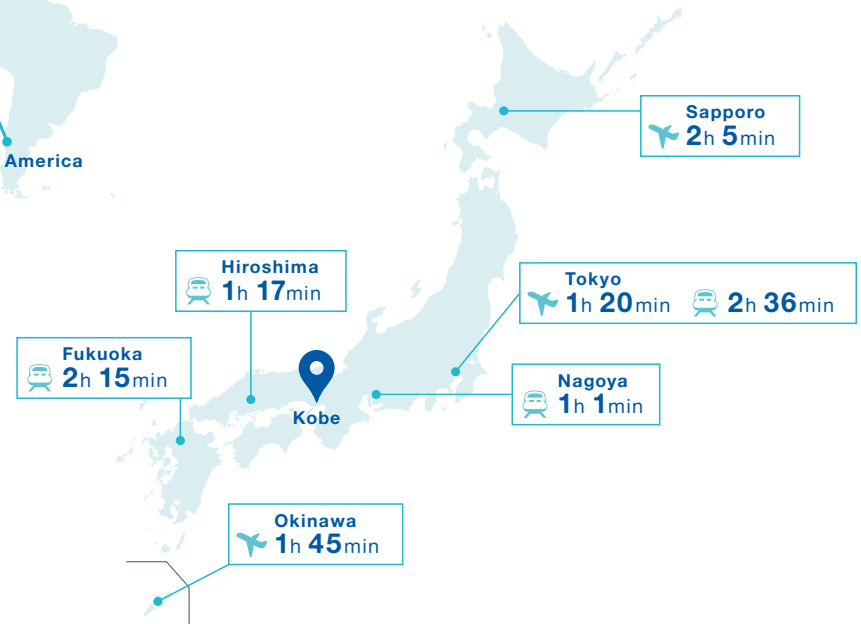 America
Sapporo
2h 5min
Hiroshima
1h 17min
Tokyo
1h 20min 2h 36min
Fukuoka
2h 15min
Nagoya
1h 1min
Kobe
Okinawa
1h 45min